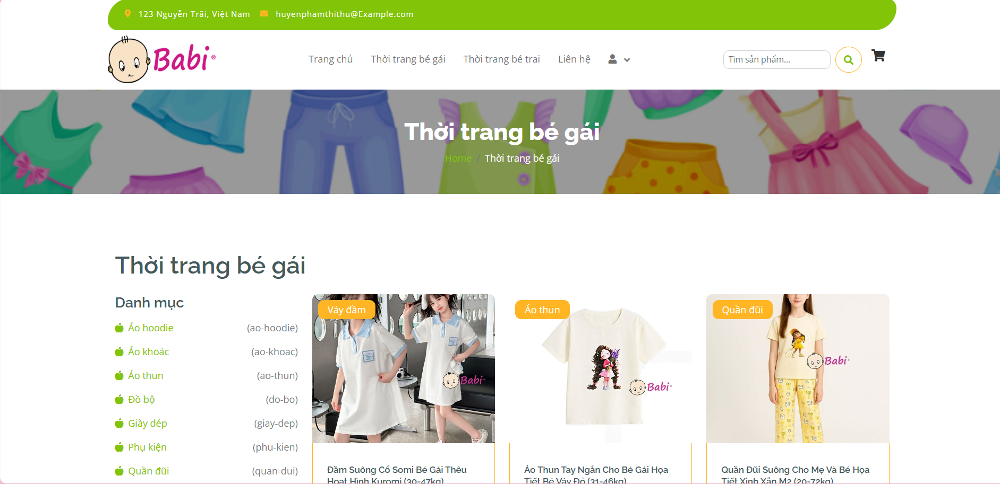 123 Nguyễn Trãi, Việt Nam huyenphamthithu@Example.com
Babi ®
Trang chủ Thời trang bé gái Thời trang bé trai Liên hệ
Tìm sản phẩm...
Thời trang bé gái
Home / Thời trang bé gái
Thời trang bé gái
Danh mục
Áo hoodie (ao-hoodie)
Áo khoác (ao-khoac)
Áo thun (ao-thun)
Đồ bộ (do-bo)
Giày dép (giay-dep)
Phụ kiện (phu-kien)
Quần đũi (quan-dui)
Váy đầm
Babi
Đầm Suông Cổ Somi Bé Gái Thêu
Hoạt Hình Kuromi (30-47kg)
Áo thun
Babi
Áo Thun Tay Ngắn Cho Bé Gái Họa
Tiết Bé Váy Đỏ (31-46kg)
Quần đũi
Babi
Quần Đũi Suông Cho Mẹ Và Bé Họa
Tiết Xinh Xắn M2 (20-72kg)